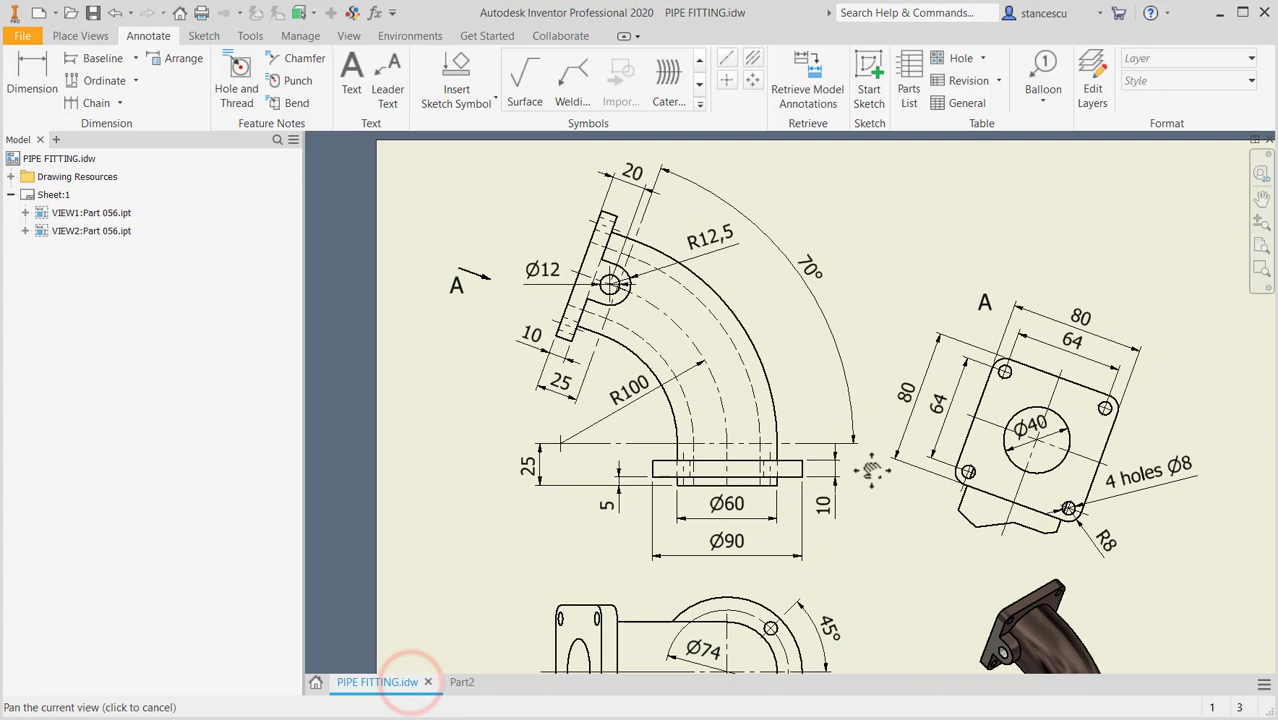 PRO
Autodesk Inventor Professional 2020 PIPE FITTING.idw
Search Help & Commands...
stancescu
File Place Views Annotate Sketch Tools Manage View Environments Get Started Collaborate
Dimension
Baseline
Ordinate
Chain
Arrange
Dimension
Hole and
Thread
Chamfer
Punch
Bend
Feature Notes
Text
Leader
Text
Text
Insert
Sketch Symbol
Surface
Weldi...
Impor...
Cater...
Symbols
Retrieve Model
Annotations
Retrieve
Start
Sketch
Sketch
Parts
List
Hole
Revision
General
Table
Balloon
Edit
Layers
Layer
Style
Format
Model
PIPE FITTING.idw
Drawing Resources
Sheet:1
VIEW1:Part 056.ipt
VIEW2:Part 056.ipt
20
R12,5
70°
Ø12
A
10
25
R100
25
5
Ø60
10
Ø90
A
80
64
80
64
Ø40
4 holes Ø8
R8
Ø74
45°
PIPE FITTING.idw
Part2
Pan the current view (click to cancel)
1 3